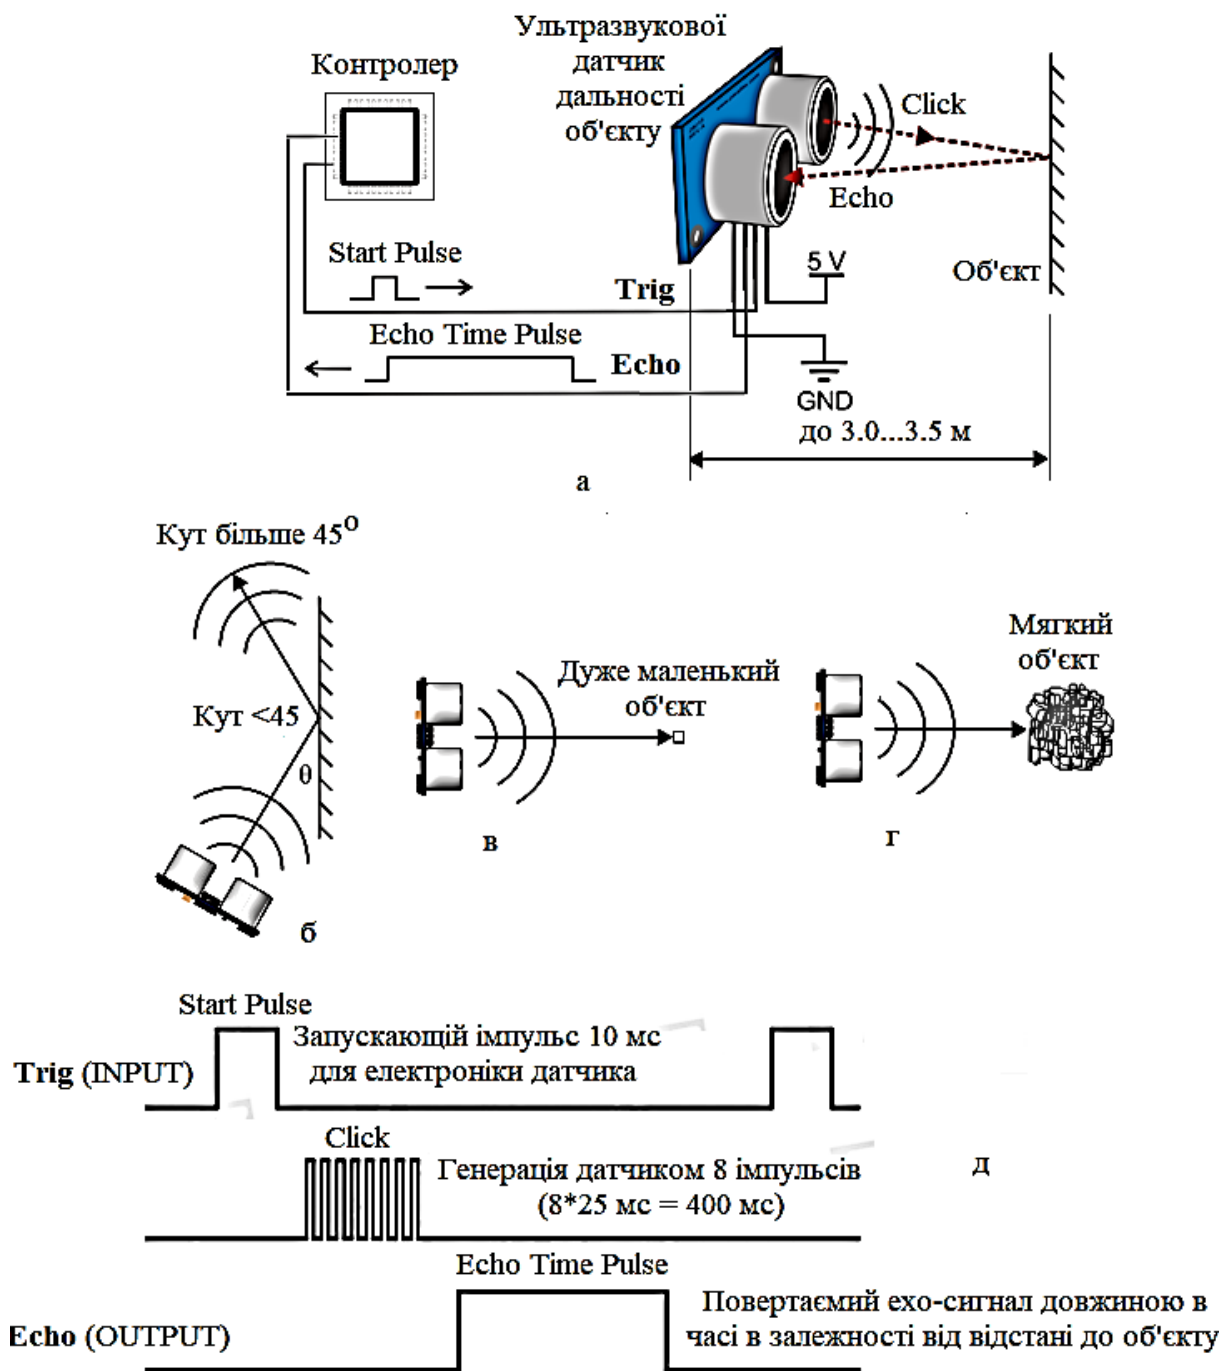 Ультразвукової
датчик
дальності
об'єкту
Контролер
Click
Echo
Start Pulse
5 V
Об'єкт
Trig
Echo Time Pulse
Echo
GND
до 3.0...3.5 м
а
Кут більше 45°
Мягкий
об'єкт
Дуже маленький
об'єкт
Кут <45
θ
в
г
б
Start Pulse
Запускающій імпульс 10 мс
для електроніки датчика
Trig (INPUT)
Click
Генерація датчиком 8 імпульсів
(8*25 мс = 400 мс)
д
Echo Time Pulse
Повертаємий ехо-сигнал довжиною в
часі в залежності від відстані до об'єкту
Echo (OUTPUT)